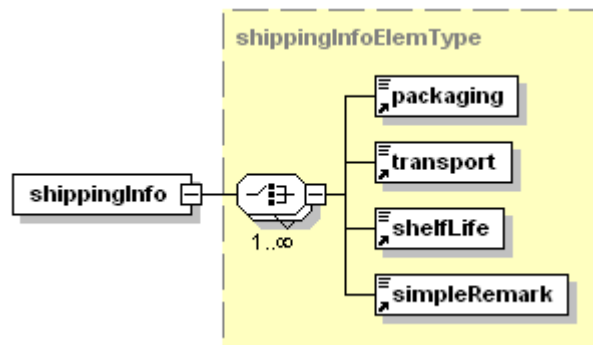 shippingInfoElemType
packaging
transport
shippingInfo
1..∞
shelfLife
simpleRemark